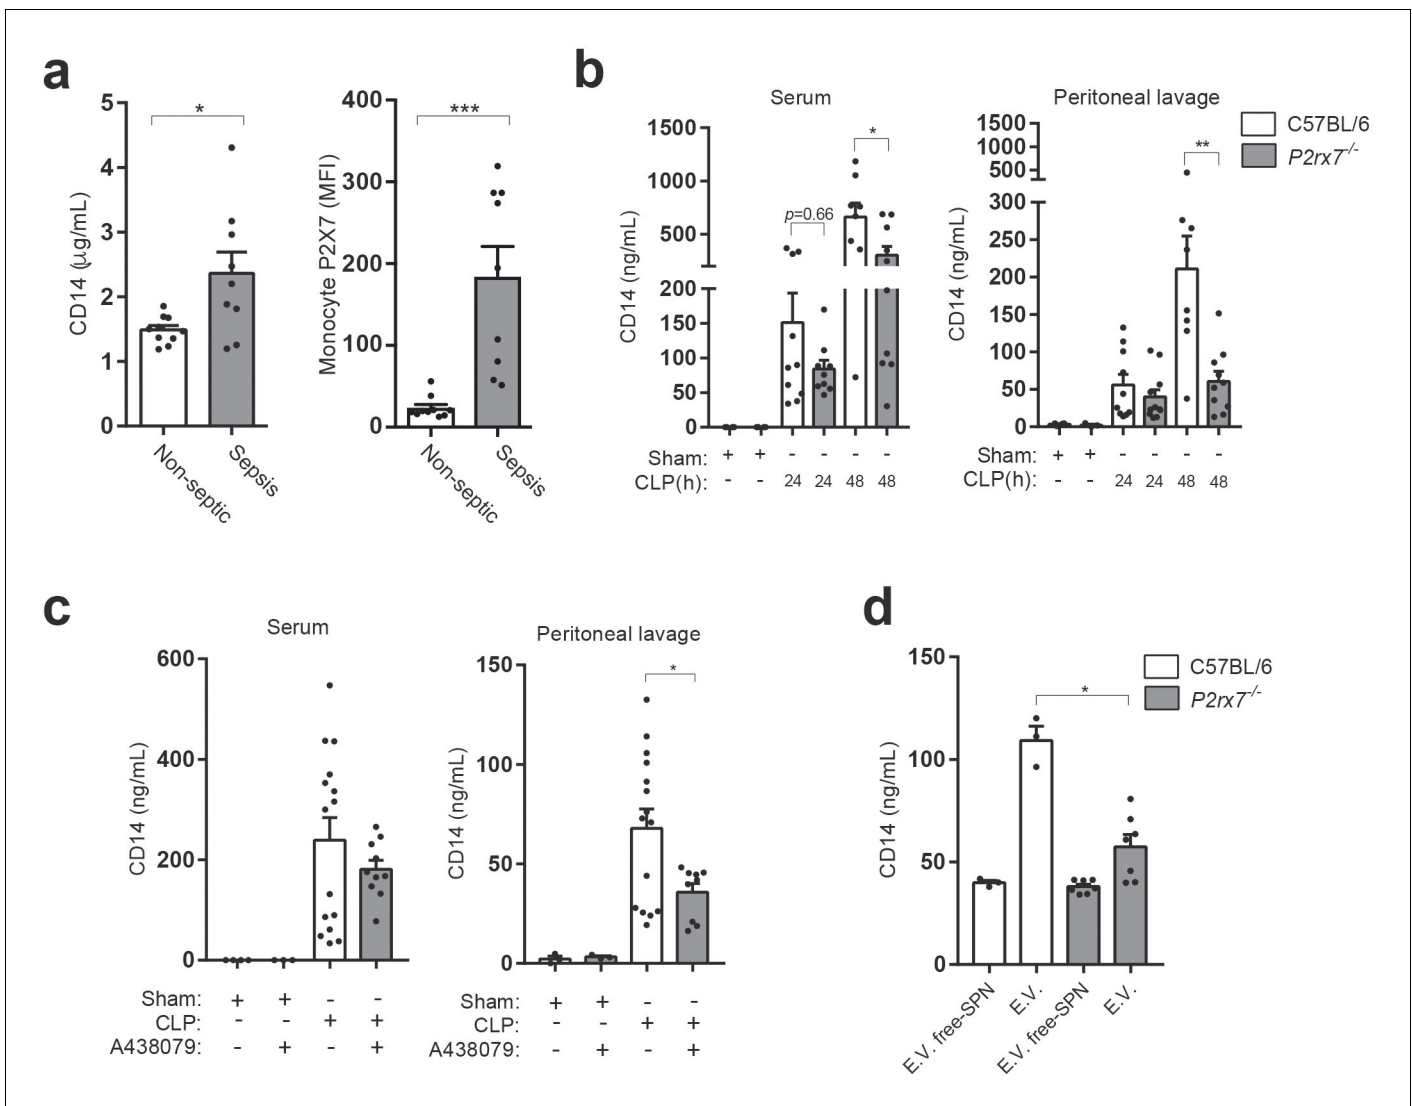 a
5
4
3
2
1
0
CD14 (μg/mL)
*
Non-septic
Sepsis
400
300
200
100
0
Monocyte P2X7 (MFI)
***
Non-septic
Sepsis
b
Serum
1500
1000
500
200
150
100
50
0
CD14 (ng/mL)
p=0.66
*
Sham: + + - - - -
CLP(h): - - 24 24 48 48
Peritoneal lavage
1500
1000
500
300
250
200
150
100
50
0
CD14 (ng/mL)
**
Sham: + + - - - -
CLP(h): - - 24 24 48 48
C57BL/6
P2rx7-/-
c
Serum
600
400
200
0
CD14 (ng/mL)
Sham: + + - -
CLP: - - + +
A438079: - + - +
Peritoneal lavage
150
100
50
0
CD14 (ng/mL)
*
Sham: + + - -
CLP: - - + +
A438079: - + - +
d
150
100
50
0
CD14 (ng/mL)
*
C57BL/6
P2rx7-/-
E.V. free-SPN
E.V.
E.V. free-SPN
E.V.